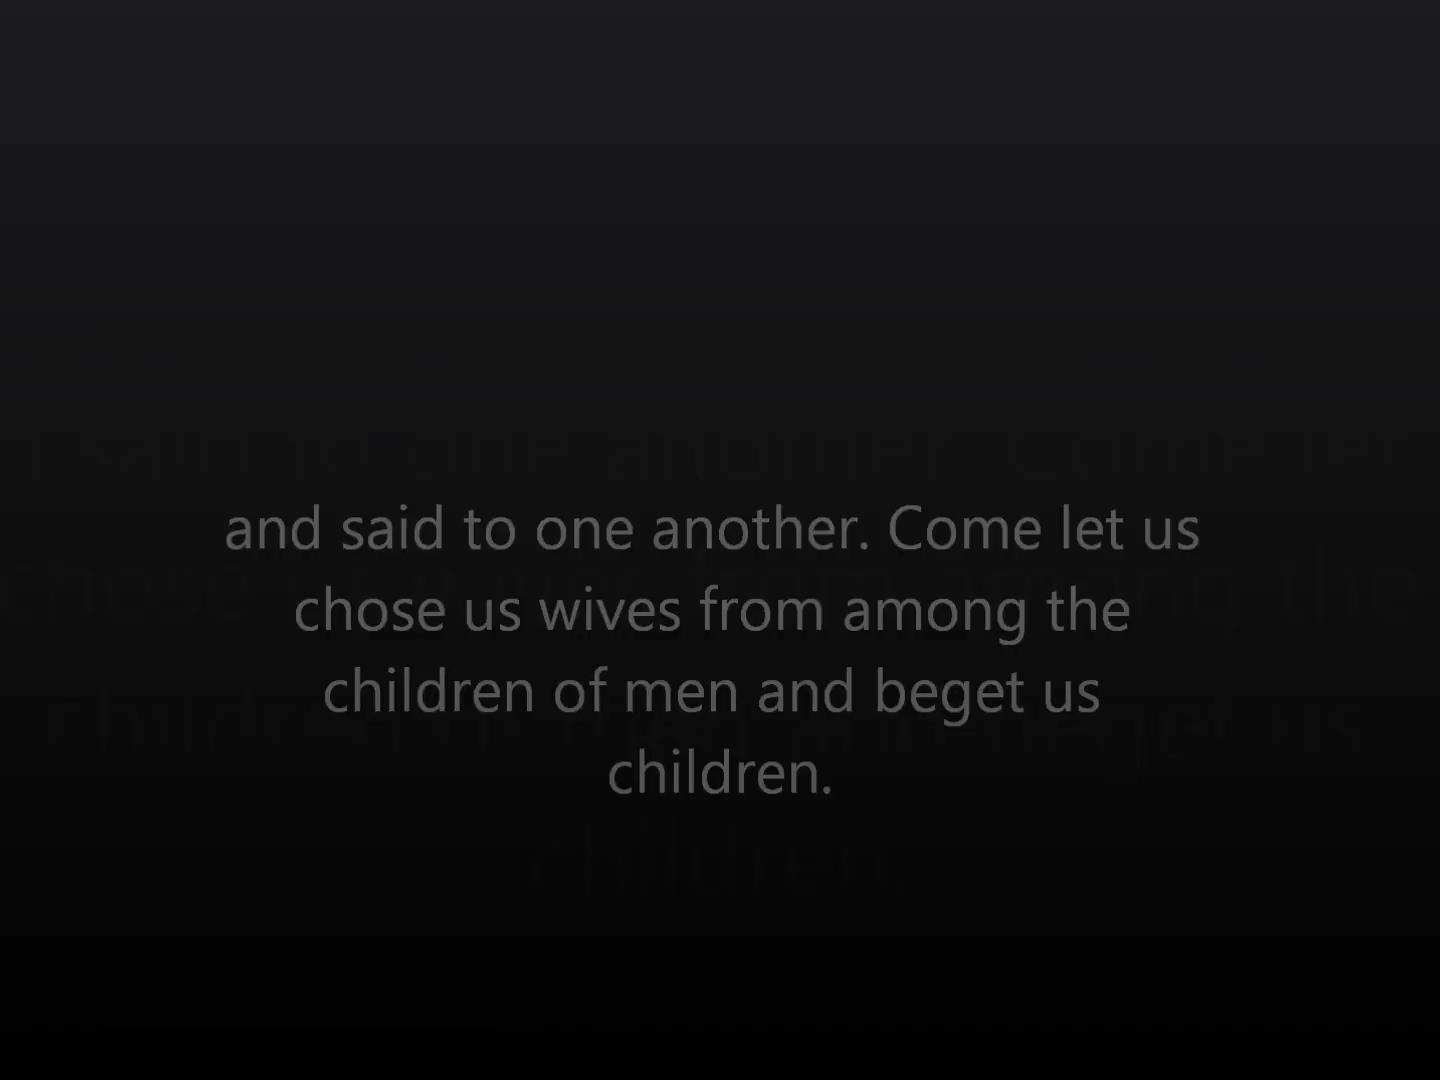 and said to one another. Come let us
chose us wives from among the
children of men and beget us
children.